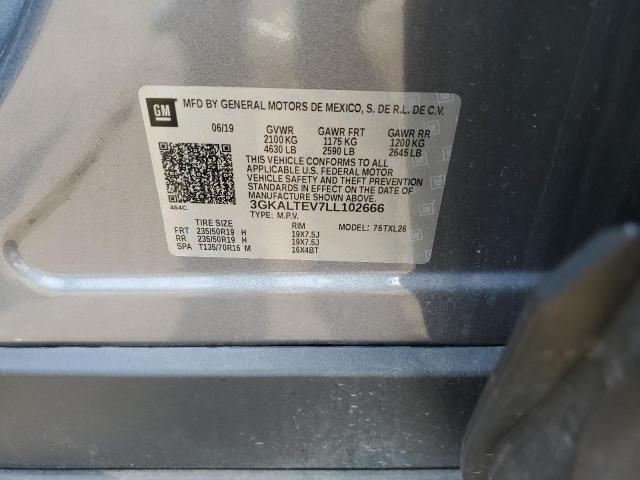 GM MFD BY GENERAL MOTORS DE MEXICO, S. DE R.L. DE C.V.
06/19 GVWR GAWR FRT GAWR RR
2100 KG 1175 KG 1200 KG
4630 LB 2590 LB 2645 LB
THIS VEHICLE CONFORMS TO ALL
APPLICABLE U.S. FEDERAL MOTOR
VEHICLE SAFETY AND THEFT PREVENTION
STANDARDS IN EFFECT ON THE DATE
OF MANUFACTURE SHOWN ABOVE.
464C 3GKALTEV7LL102666
TYPE: M.P.V. MODEL: 76TXL26
TIRE SIZE RIM
FRT 235/50R19 H 19X7.5J
RR 235/50R19 H 19X7.5J
SPA T135/70R16 M 16X4BT